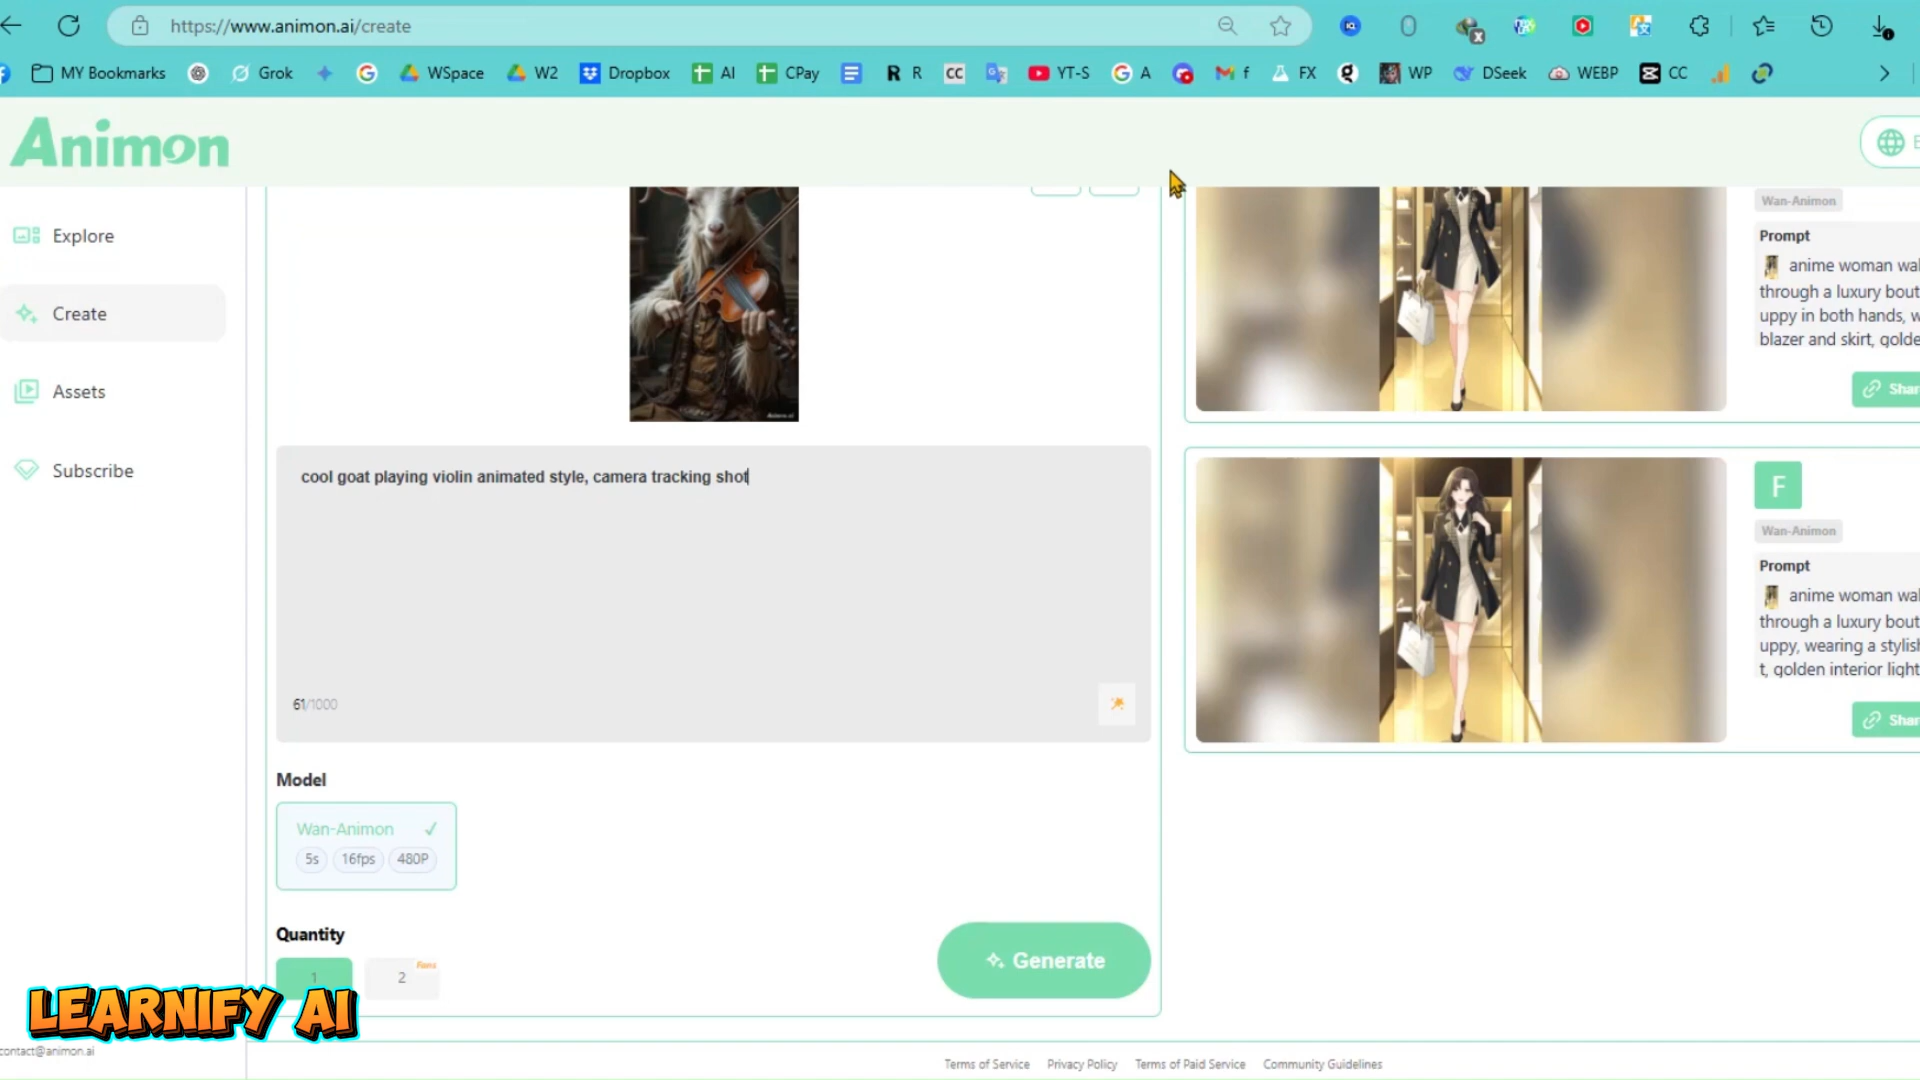 https://www.animon.ai/create
MY Bookmarks
Grok
WSpace
W2
Dropbox
AI
CPay
R
CC
YT-S
A
f
FX
WP
DSeek
WEBP
CC
Animon
Explore
Create
Assets
Subscribe
cool goat playing violin animated style, camera tracking shot
61/1000
Model
Wan-Animon
5s 16fps 480P
Quantity
1
2
Generate
Wan-Animon
Prompt
anime woman wal
through a luxury bout
uppy in both hands, w
blazer and skirt, golde
Shar
F
Wan-Animon
Prompt
anime woman wal
through a luxury bout
uppy, wearing a stylish
t, golden interior light
Shar
LEARNIFY AI
contact@animon.ai
Terms of Service Privacy Policy Terms of Paid Service Community Guidelines